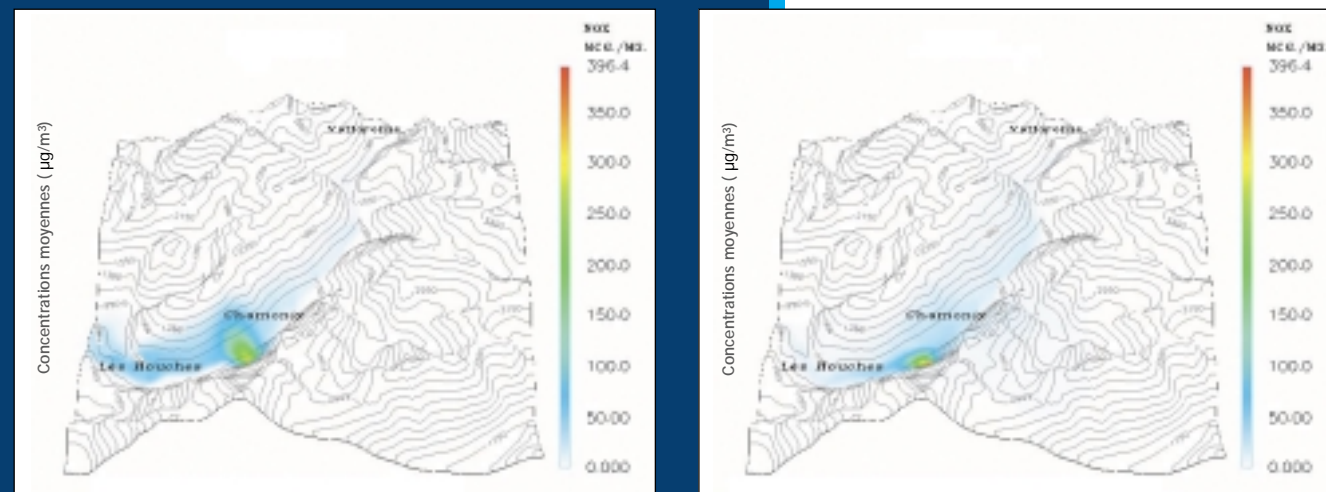 Concentrations moyennes ( µg/m³)
NOX
MCG./M3.
396.4
350.0
300.0
250.0
200.0
150.0
100.0
50.00
0.000
Vallorcine
Chamonix
Les Houches
Concentrations moyennes ( µg/m³)
NOX
MCG./M3.
396.4
350.0
300.0
250.0
200.0
150.0
100.0
50.00
0.000
Vallorcine
Chamonix
Les Houches